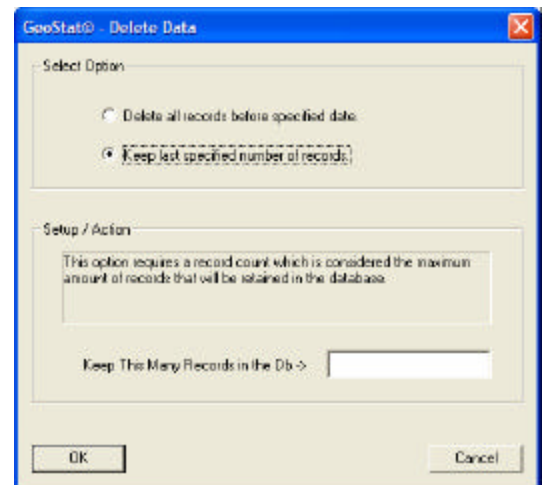 GeoStat® - Delete Data
Select Option
Delete all records before specified date.
Keep last specified number of records.
Setup / Action
This option requires a record count which is considered the maximum
amount of records that will be retained in the database.
Keep This Many Records in the Db ->
OK
Cancel